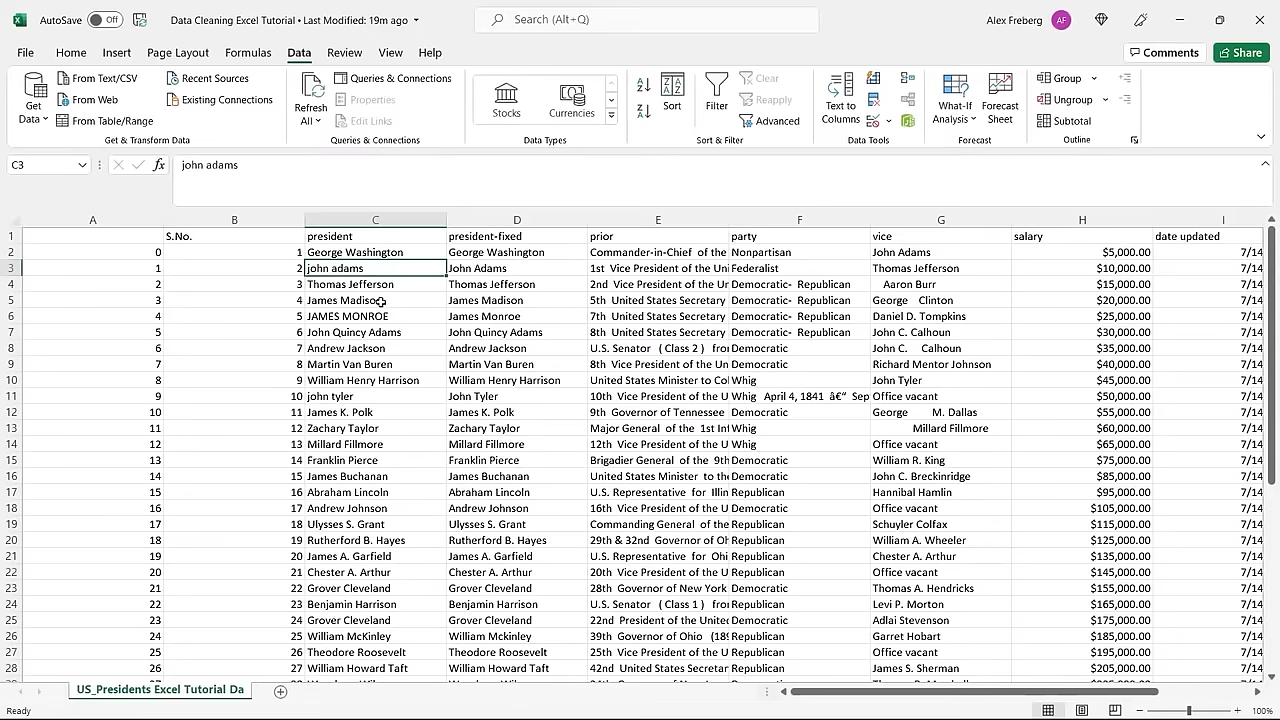 AutoSave Off Data Cleaning Excel Tutorial • Last Modified: 19m ago Search (Alt+Q) Alex Freberg AF
File Home Insert Page Layout Formulas Data Review View Help Comments Share
Get Data From Text/CSV From Web From Table/Range Recent Sources Existing Connections
Get & Transform Data
Refresh All Queries & Connections Properties Edit Links
Queries & Connections
Stocks Currencies
Data Types
Sort Filter Clear Reapply Advanced
Sort & Filter
Text to Columns
Data Tools
What-If Analysis Forecast Sheet
Forecast
Group Ungroup Subtotal
Outline
C3 fx john adams
A B C D E F G H I
1 S.No. president president-fixed prior party vice salary date updated
2 0 1 George Washington George Washington Commander-in-Chief of the Nonpartisan John Adams $5,000.00 7/14
3 1 2 john adams John Adams 1st Vice President of the Uni Federalist Thomas Jefferson $10,000.00 7/14
4 2 3 Thomas Jefferson Thomas Jefferson 2nd Vice President of the Ur Democratic- Republican Aaron Burr $15,000.00 7/14
5 3 4 James Madison James Madison 5th United States Secretary Democratic- Republican George Clinton $20,000.00 7/14
6 4 5 JAMES MONROE James Monroe 7th United States Secretary Democratic- Republican Daniel D. Tompkins $25,000.00 7/14
7 5 6 John Quincy Adams John Quincy Adams 8th United States Secretary Democratic- Republican John C. Calhoun $30,000.00 7/14
8 6 7 Andrew Jackson Andrew Jackson U.S. Senator ( Class 2 ) fro Democratic John C. Calhoun $35,000.00 7/14
9 7 8 Martin Van Buren Martin Van Buren 8th Vice President of the Un Democratic Richard Mentor Johnson $40,000.00 7/14
10 8 9 William Henry Harrison William Henry Harrison United States Minister to Col Whig John Tyler $45,000.00 7/14
11 9 10 john tyler John Tyler 10th Vice President of the U Whig April 4, 1841 â€“ Sep Office vacant $50,000.00 7/14
12 10 11 James K. Polk James K. Polk 9th Governor of Tennessee Democratic George M. Dallas $55,000.00 7/14
13 11 12 Zachary Taylor Zachary Taylor Major General of the 1st Inf Whig Millard Fillmore $60,000.00 7/14
14 12 13 Millard Fillmore Millard Fillmore 12th Vice President of the U Whig Office vacant $65,000.00 7/14
15 13 14 Franklin Pierce Franklin Pierce Brigadier General of the 9th Democratic William R. King $75,000.00 7/14
16 14 15 James Buchanan James Buchanan United States Minister to the Democratic John C. Breckinridge $85,000.00 7/14
17 15 16 Abraham Lincoln Abraham Lincoln U.S. Representative for Illin Republican Hannibal Hamlin $95,000.00 7/14
18 16 17 Andrew Johnson Andrew Johnson 16th Vice President of the U Democratic Office vacant $105,000.00 7/14
19 17 18 Ulysses S. Grant Ulysses S. Grant Commanding General of the Republican Schuyler Colfax $115,000.00 7/14
20 18 19 Rutherford B. Hayes Rutherford B. Hayes 29th & 32nd Governor of Oh Republican William A. Wheeler $125,000.00 7/14
21 19 20 James A. Garfield James A. Garfield U.S. Representative for Ohi Republican Chester A. Arthur $135,000.00 7/14
22 20 21 Chester A. Arthur Chester A. Arthur 20th Vice President of the U Republican Office vacant $145,000.00 7/14
23 21 22 Grover Cleveland Grover Cleveland 28th Governor of New York Democratic Thomas A. Hendricks $155,000.00 7/14
24 22 23 Benjamin Harrison Benjamin Harrison U.S. Senator ( Class 1 ) fro Republican Levi P. Morton $165,000.00 7/14
25 23 24 Grover Cleveland Grover Cleveland 22nd President of the United Democratic Adlai Stevenson $175,000.00 7/14
26 24 25 William McKinley William Mckinley 39th Governor of Ohio (189 Republican Garret Hobart $185,000.00 7/14
27 25 26 Theodore Roosevelt Theodore Roosevelt 25th Vice President of the U Republican Office vacant $195,000.00 7/14
28 26 27 William Howard Taft William Howard Taft 42nd United States Secretar Republican James S. Sherman $205,000.00 7/14
US_Presidents Excel Tutorial Da
Ready 100%